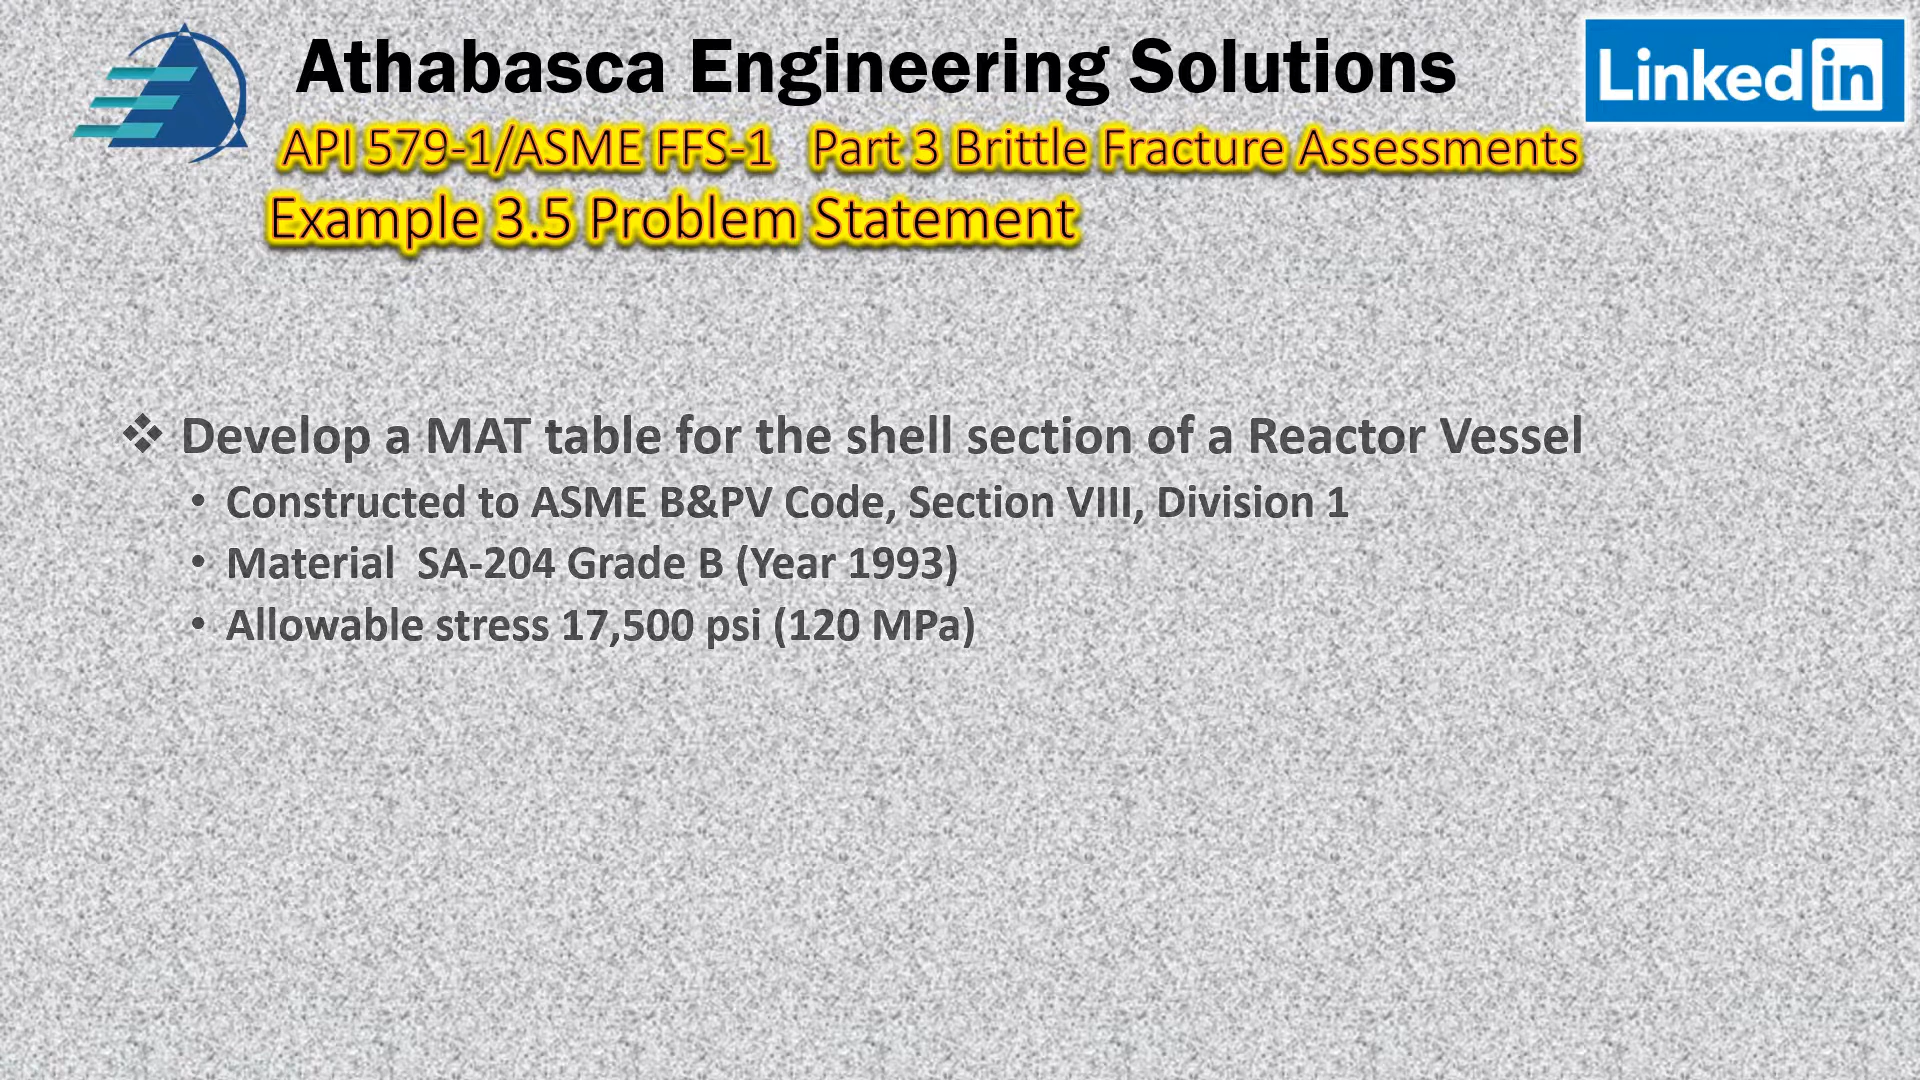 Athabasca Engineering Solutions
Linked in
API 579-1/ASME FFS-1 Part 3 Brittle Fracture Assessments
Example 3.5 Problem Statement
❖ Develop a MAT table for the shell section of a Reactor Vessel
• Constructed to ASME B&PV Code, Section VIII, Division 1
• Material SA-204 Grade B (Year 1993)
• Allowable stress 17,500 psi (120 MPa)